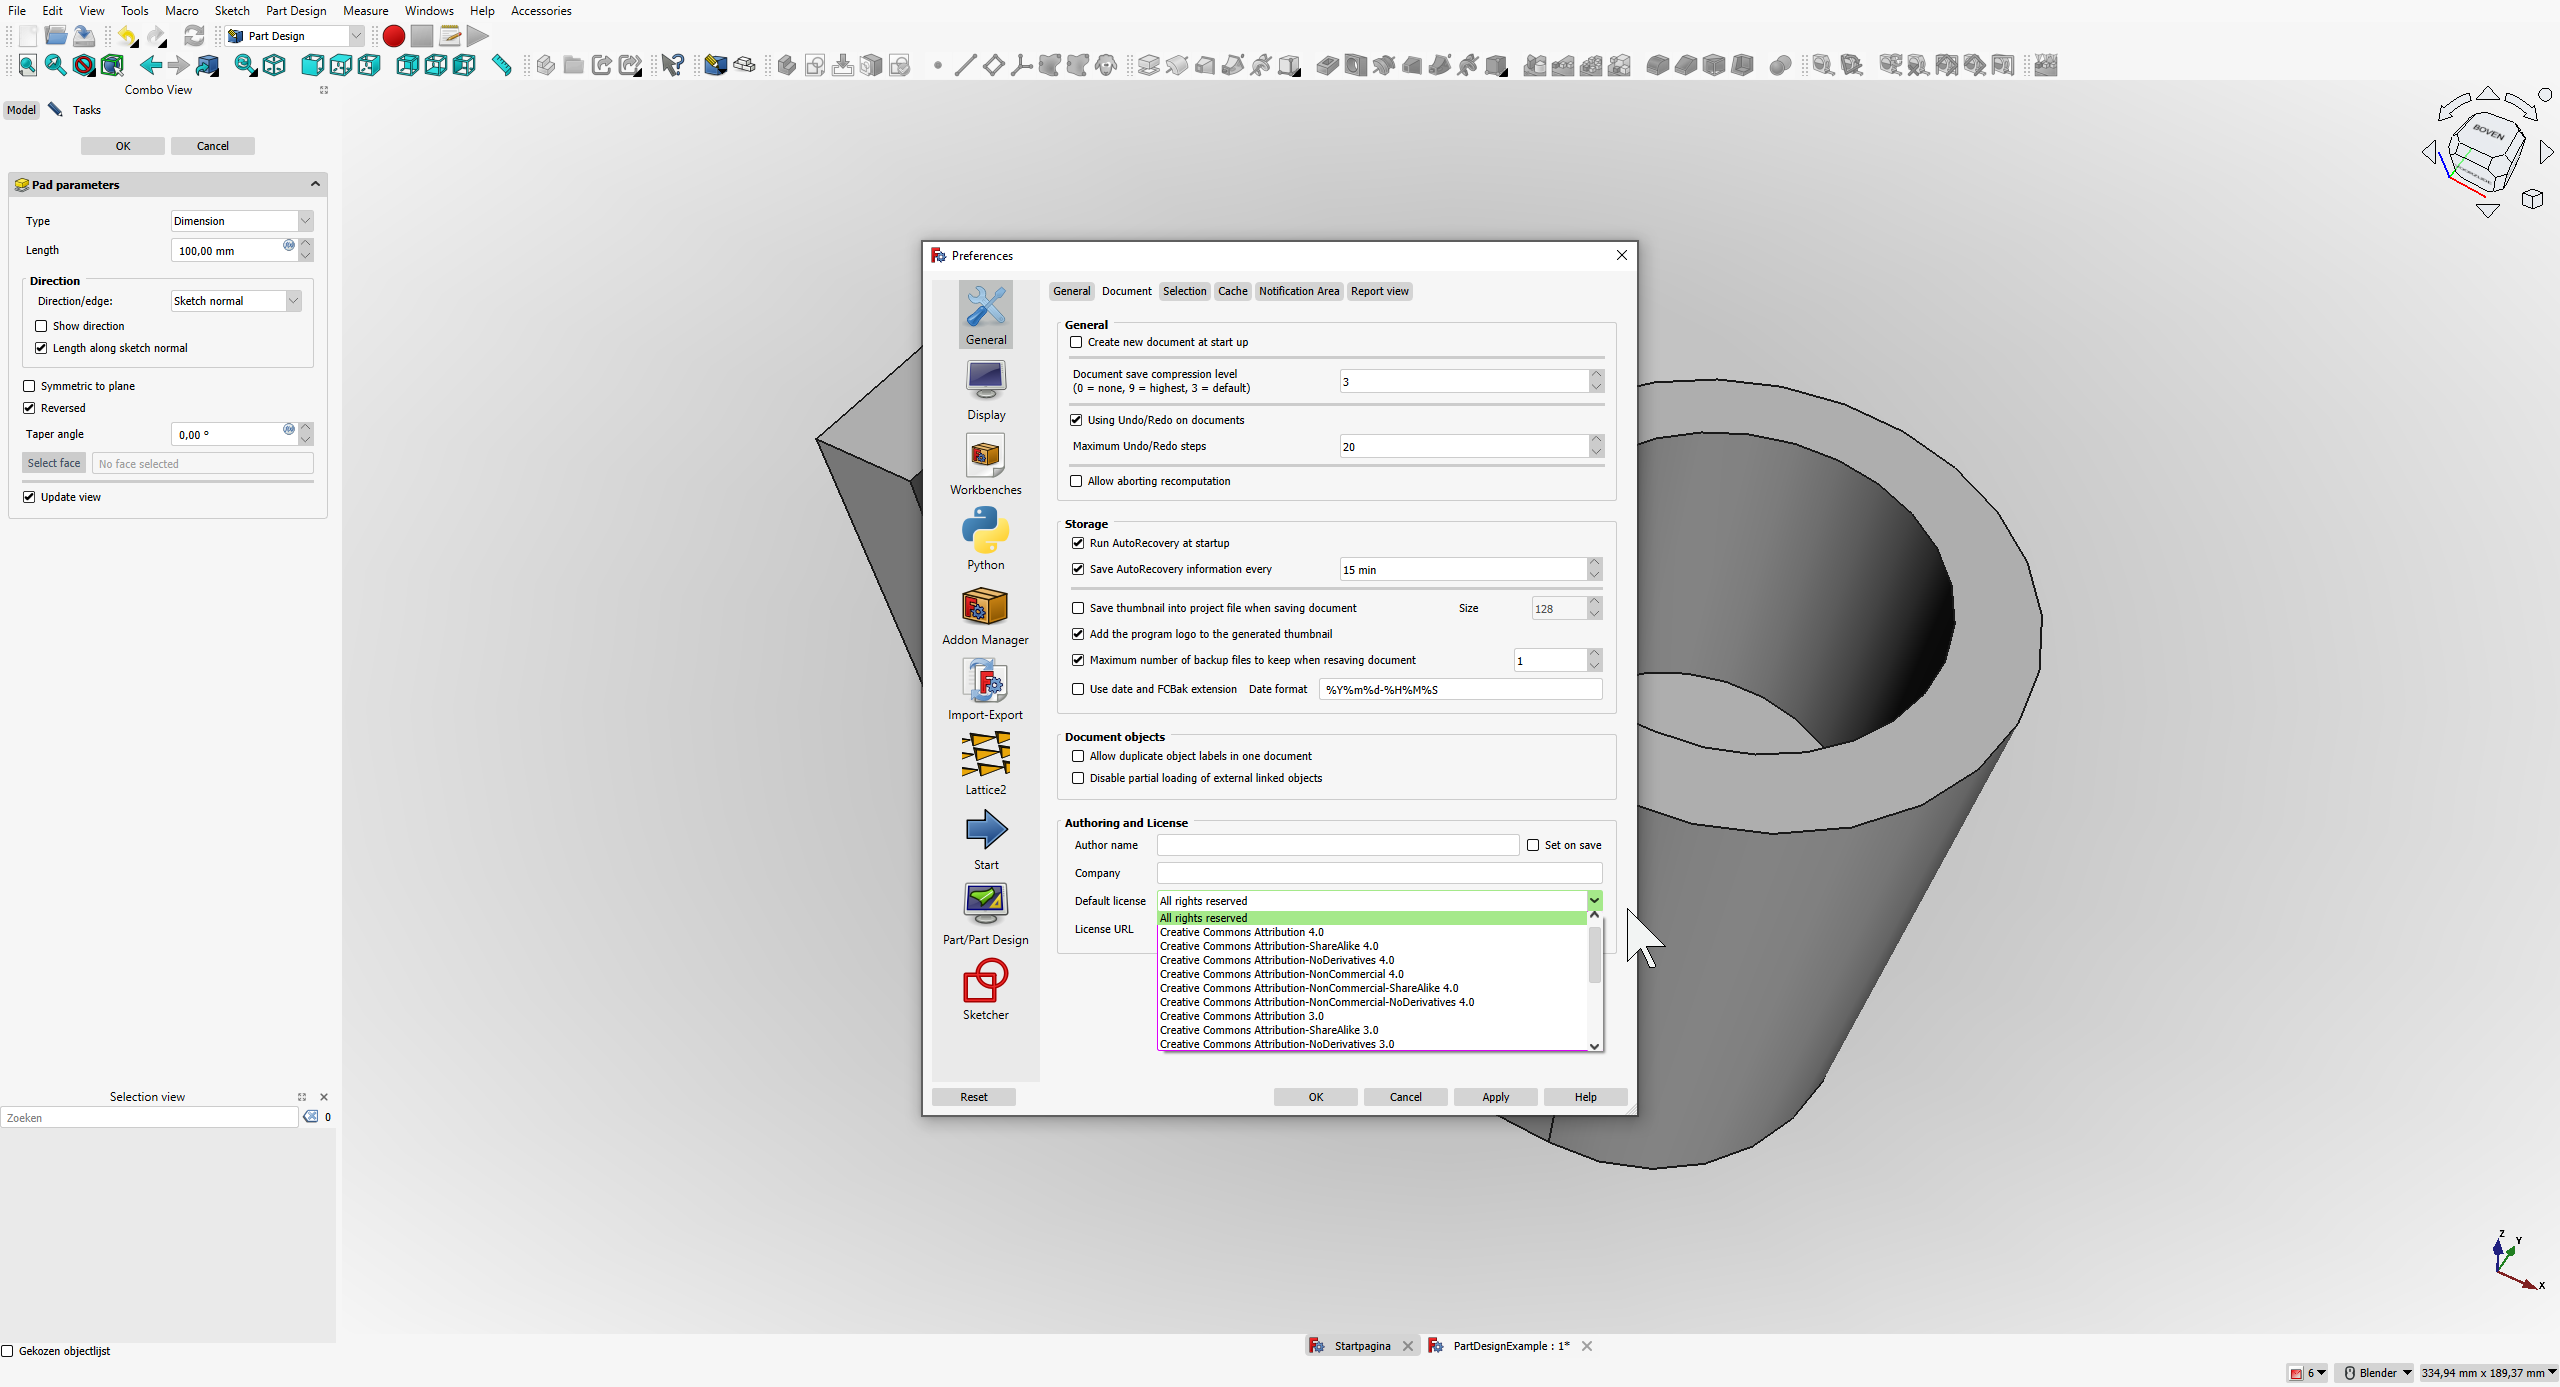 File Edit View Tools Macro Sketch Part Design Measure Windows Help Accessories
Part Design
Combo View
Model Tasks
OK Cancel
Pad parameters
Type Dimension
Length 100,00 mm
Direction
Direction/edge: Sketch normal
Show direction
Length along sketch normal
Symmetric to plane
Reversed
Taper angle 0,00 °
Select face No face selected
Update view
Selection view
Zoeken 0
Gekozen objectlijst
BOVEN
Preferences
General
Display
Workbenches
Python
Addon Manager
Import-Export
Lattice2
Start
Part/Part Design
Sketcher
General Document Selection Cache Notification Area Report view
General
Create new document at start up
Document save compression level
(0 = none, 9 = highest, 3 = default) 3
Using Undo/Redo on documents
Maximum Undo/Redo steps 20
Allow aborting recomputation
Storage
Run AutoRecovery at startup
Save AutoRecovery information every 15 min
Save thumbnail into project file when saving document Size 128
Add the program logo to the generated thumbnail
Maximum number of backup files to keep when resaving document 1
Use date and FCBak extension Date format %Y%m%d-%H%M%S
Document objects
Allow duplicate object labels in one document
Disable partial loading of external linked objects
Authoring and License
Author name Set on save
Company
Default license All rights reserved
License URL
All rights reserved
Creative Commons Attribution 4.0
Creative Commons Attribution-ShareAlike 4.0
Creative Commons Attribution-NoDerivatives 4.0
Creative Commons Attribution-NonCommercial 4.0
Creative Commons Attribution-NonCommercial-ShareAlike 4.0
Creative Commons Attribution-NonCommercial-NoDerivatives 4.0
Creative Commons Attribution 3.0
Creative Commons Attribution-ShareAlike 3.0
Creative Commons Attribution-NoDerivatives 3.0
Reset OK Cancel Apply Help
Z
Y
X
Startpagina PartDesignExample : 1*
6 Blender 334,94 mm x 189,37 mm